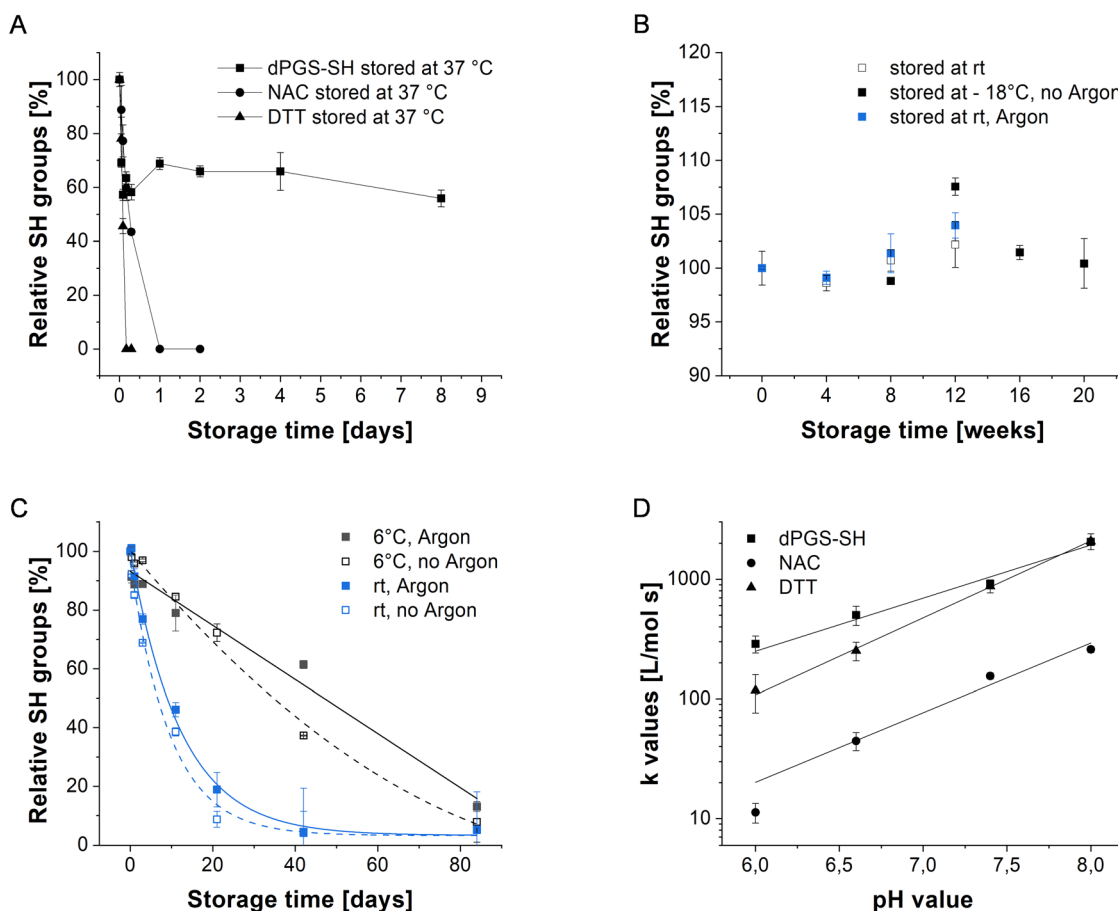 A
Relative SH groups [%]
100
80
60
40
20
0
dPGS-SH stored at 37 °C
NAC stored at 37 °C
DTT stored at 37 °C
0 1 2 3 4 5 6 7 8 9
Storage time [days]
B
Relative SH groups [%]
120
115
110
105
100
95
90
stored at rt
stored at - 18°C, no Argon
stored at rt, Argon
0 4 8 12 16 20
Storage time [weeks]
C
Relative SH groups [%]
100
80
60
40
20
0
6°C, Argon
6°C, no Argon
rt, Argon
rt, no Argon
0 20 40 60 80
Storage time [days]
D
k values [L/mol s]
1000
100
10
dPGS-SH
NAC
DTT
6,0 6,5 7,0 7,5 8,0
pH value